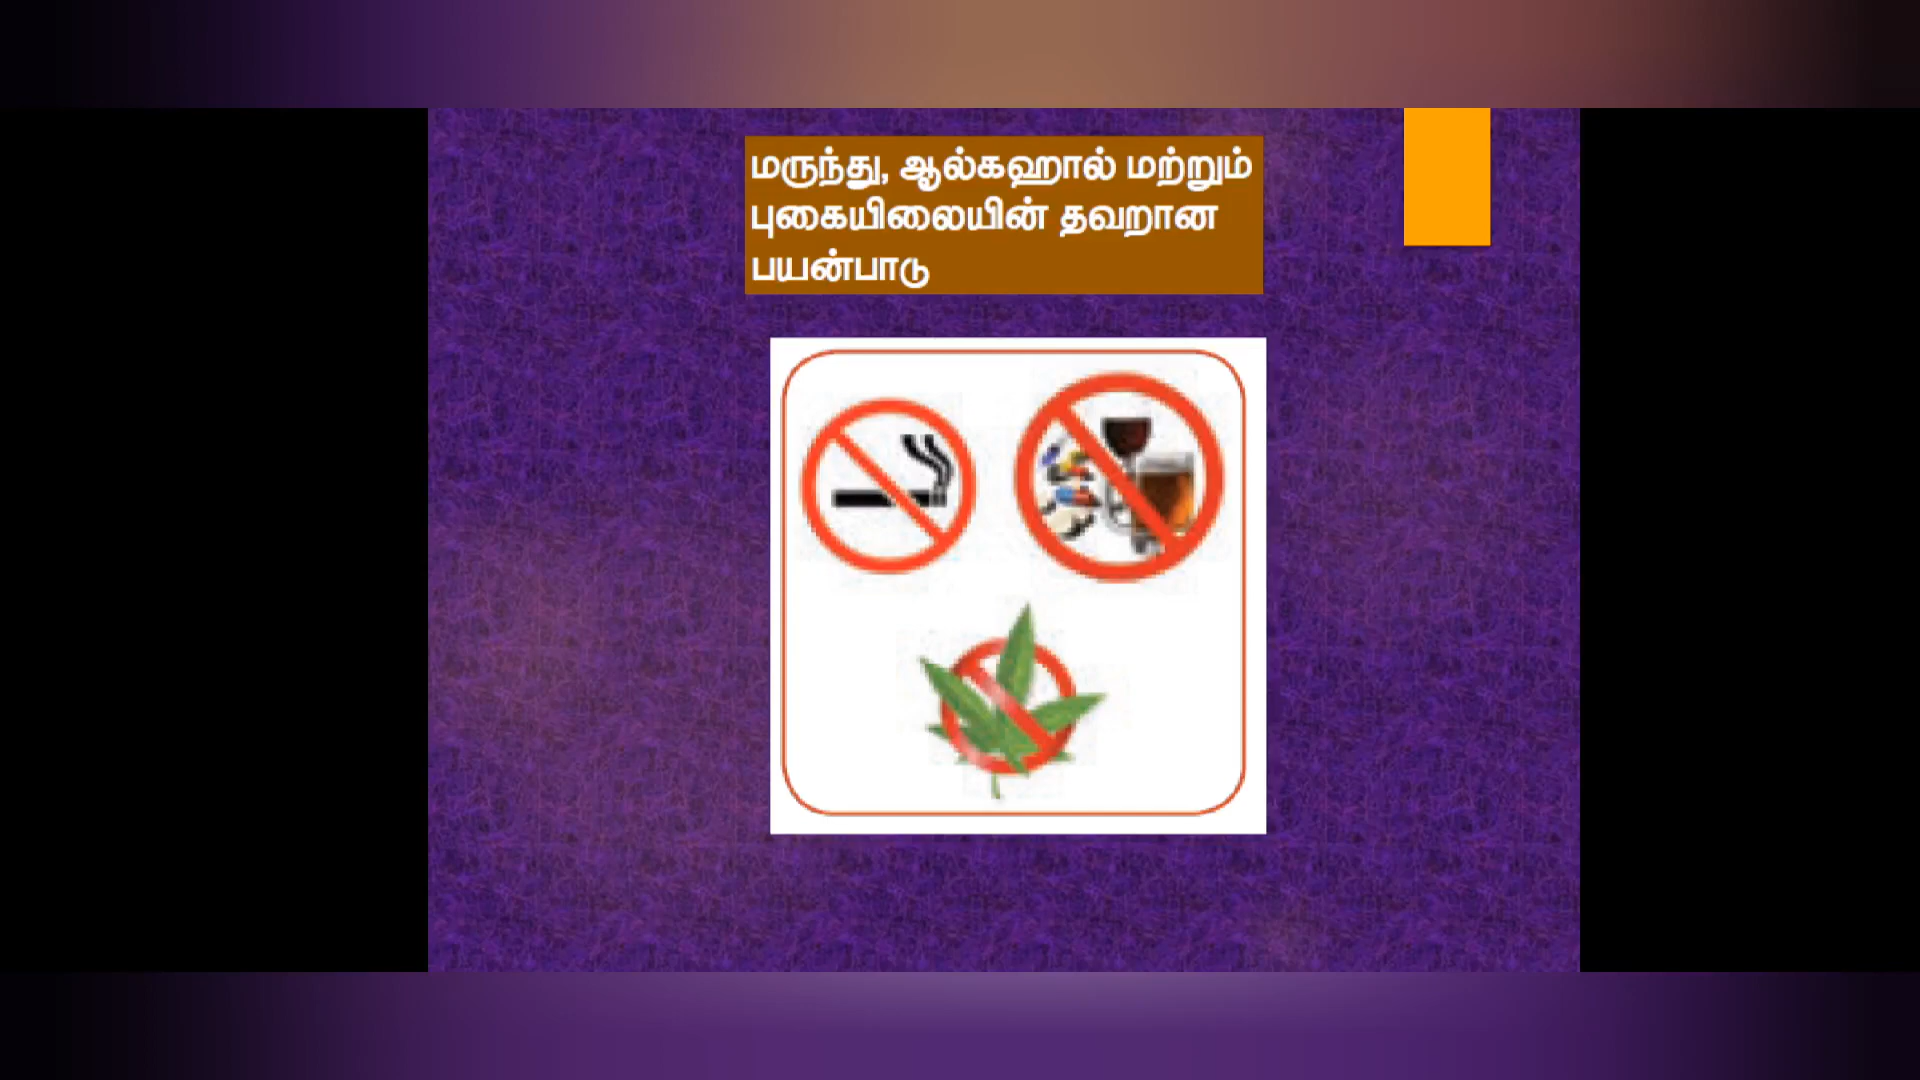 மருந்து, ஆல்கஹால் மற்றும்
புகையிலையின் தவறான
பயன்பாடு